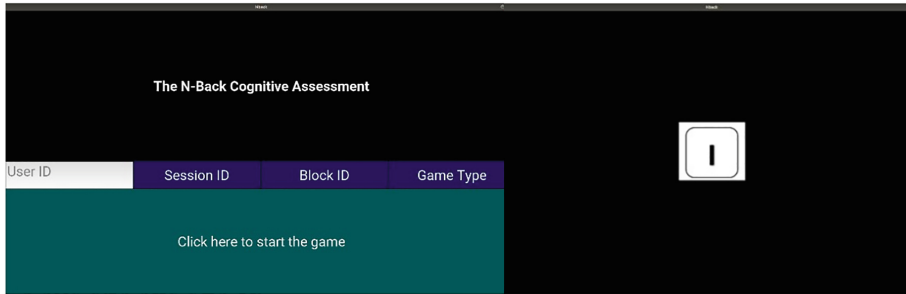 The N-Back Cognitive Assessment
User ID
Session ID
Block ID
Game Type
Click here to start the game
I